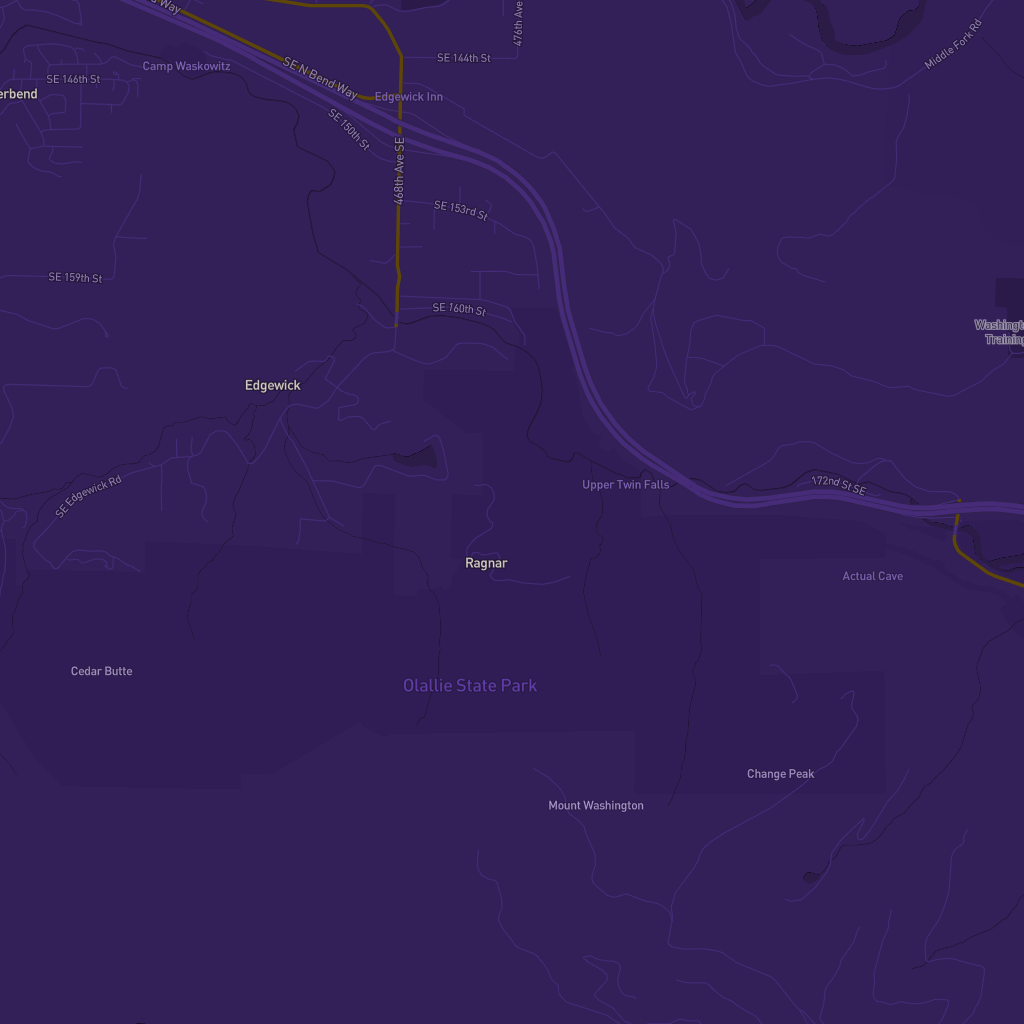 Way
476th Ave
Middle Fork Rd
SE 144th St
Camp Waskowitz
SE N Bend Way
SE 146th St
erbend
Edgewick Inn
SE 150th St
468th Ave SE
SE 153rd St
SE 159th St
SE 160th St
Washingt
Training
Edgewick
Upper Twin Falls
172nd St SE
SE Edgewick Rd
Ragnar
Actual Cave
Cedar Butte
Olallie State Park
Change Peak
Mount Washington